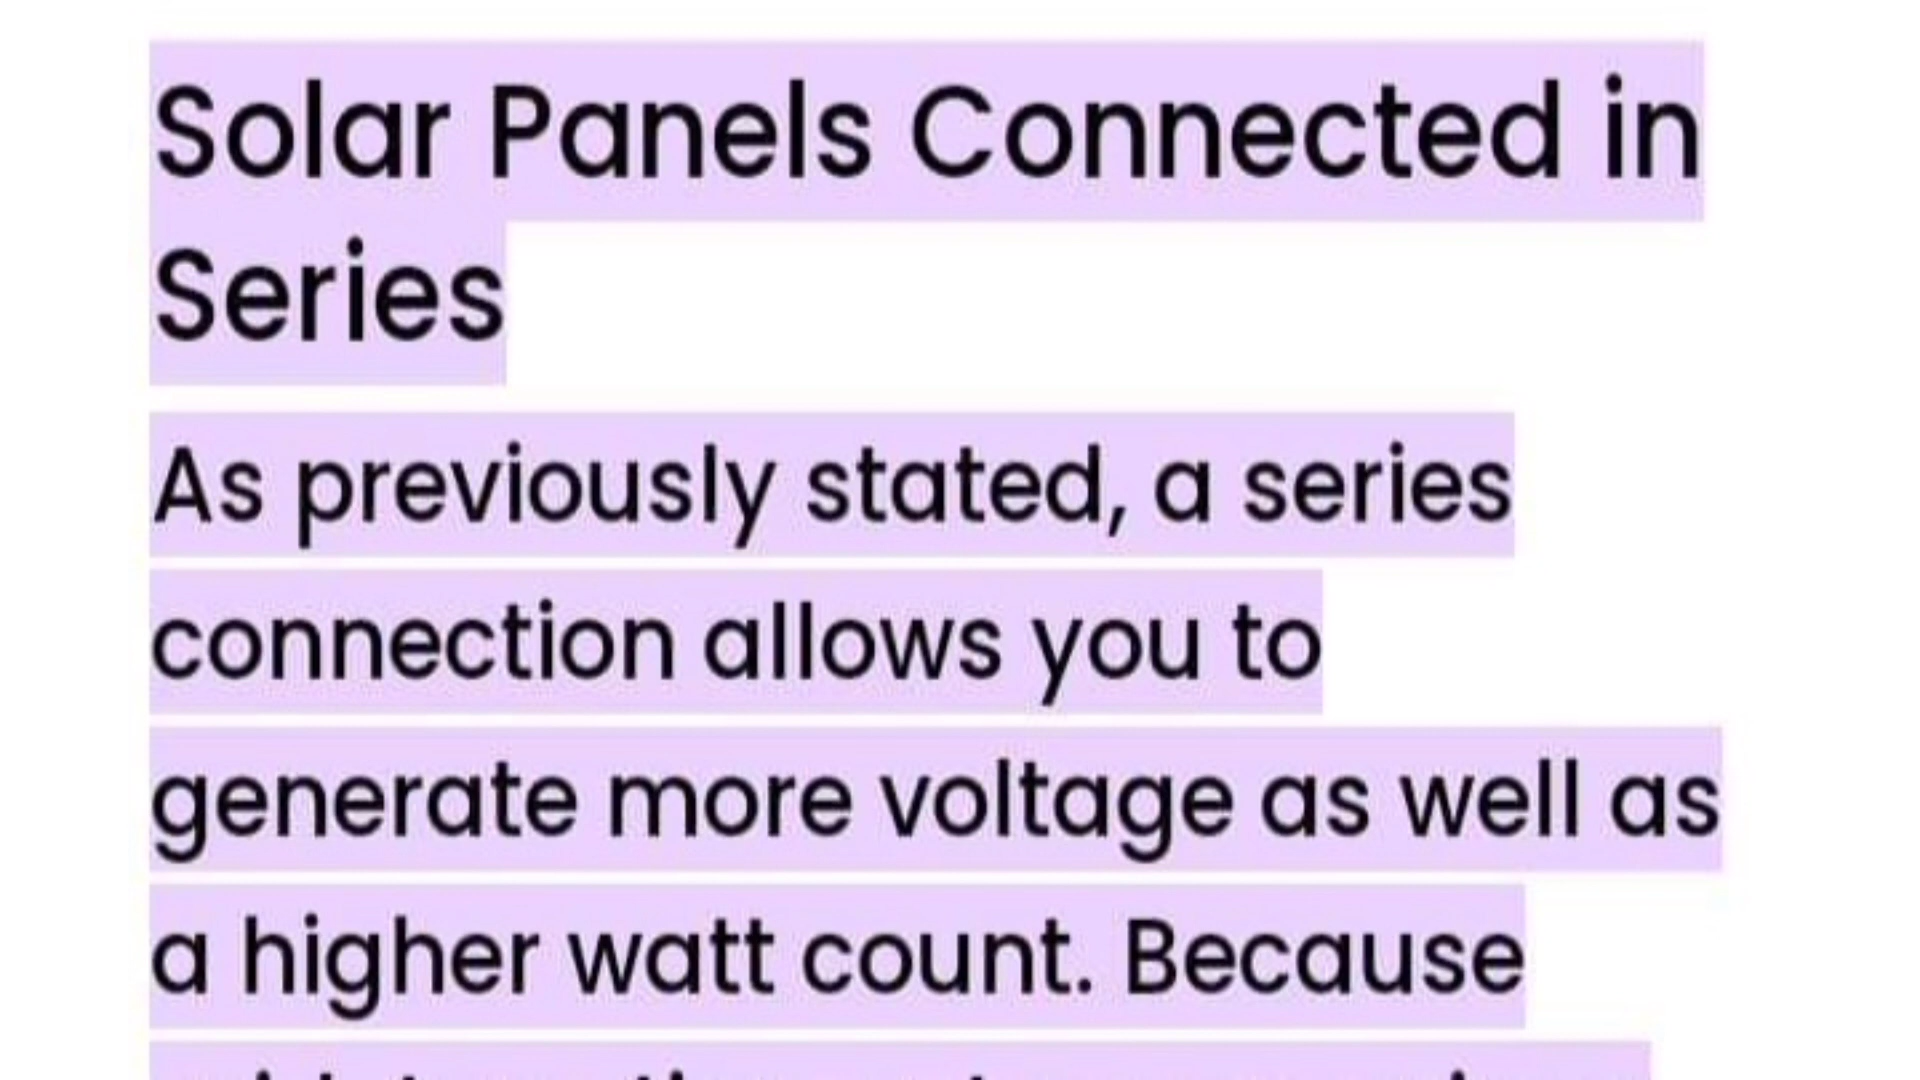 Solar Panels Connected in
Series
As previously stated, a series
connection allows you to
generate more voltage as well as
a higher watt count. Because